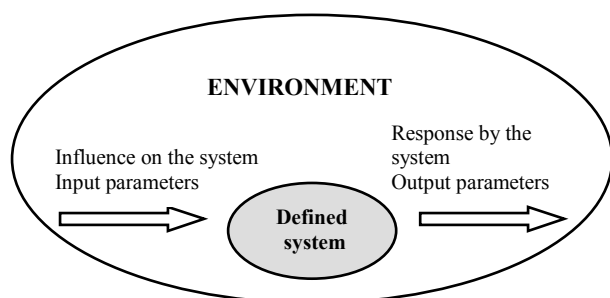 ENVIRONMENT
Influence on the system
Input parameters
Response by the
system
Output parameters
Defined
system